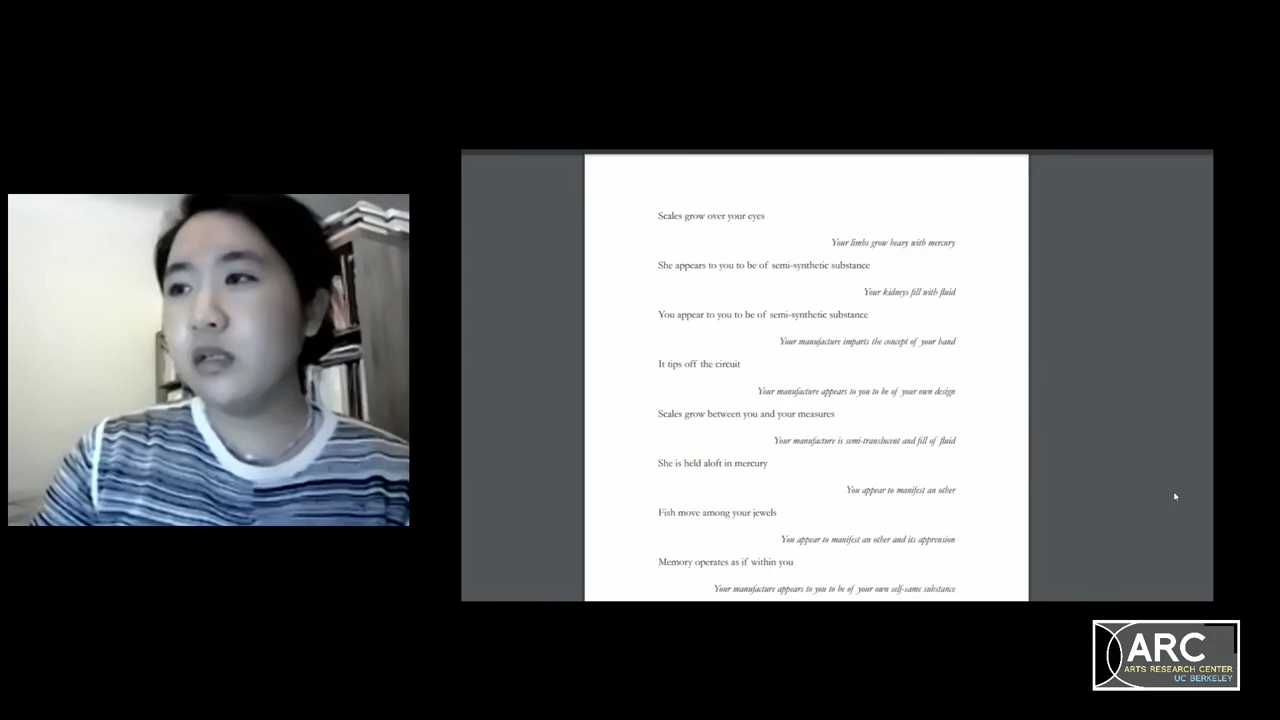 Scales grow over your eyes
Your limbs grow heavy with mercury
She appears to you to be of semi-synthetic substance
Your kidneys fill with fluid
You appear to you to be of semi-synthetic substance
Your manufacture imparts the concept of your hand
It tips off the circuit
Your manufacture appears to you to be of your own design
Scales grow between you and your measures
Your manufacture is semi-translucent and fill of fluid
She is held aloft in mercury
You appear to manifest an other
Fish move among your jewels
You appear to manifest an other and its apprension
Memory operates as if within you
Your manufacture appears to you to be of your own self-same substance
ARC
ARTS RESEARCH CENTER
UC BERKELEY